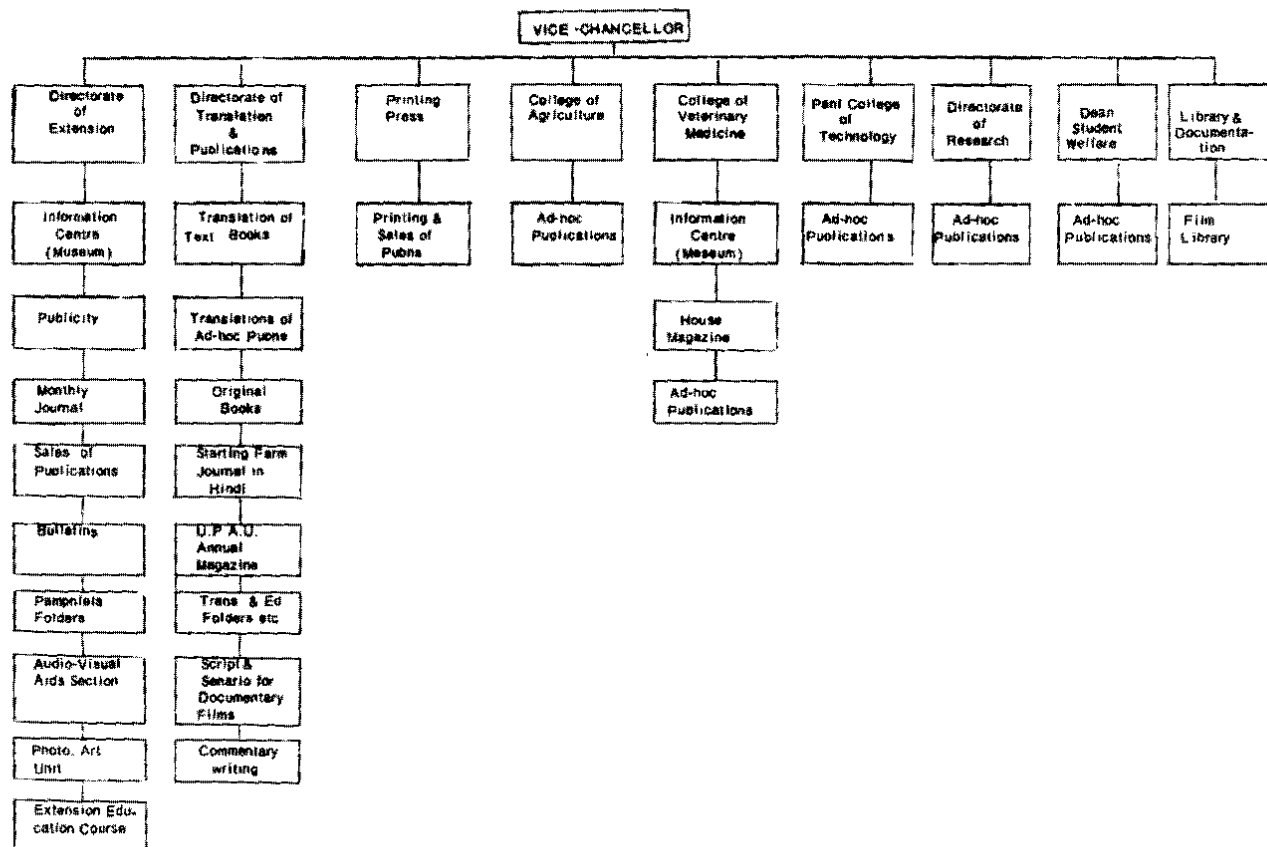 VICE-CHANCELLOR
Directorate
of
Extension
Directorate of
Translation
&
Publications
Printing
Press
College of
Agriculture
College of
Veterinary
Medicine
Pant College
of
Technology
Directorate
of
Research
Dean
Student
Welfare
Library &
Documenta-
tion
Information
Centre
(Museum)
Translation of
Text Books
Printing &
Sales of
Pubns
Ad-hoc
Publications
Information
Centre
(Museum)
Ad-hoc
Publications
Ad-hoc
Publications
Ad-hoc
Publications
Film
Library
Publicity
Translations of
Ad-hoc Pubns
House
Magazine
Monthly
Journal
Original
Books
Ad-hoc
Publications
Sales of
Publications
Starting Farm
Journal in
Hindi
Bulletins
U.P.A.U.
Annual
Magazine
Pamphlets
Folders
Trans & Ed
Folders etc
Audio-Visual
Aids Section
Script &
Senario for
Documentary
Films
Photo, Art
Unit
Commentary
writing
Extension Edu-
cation Course